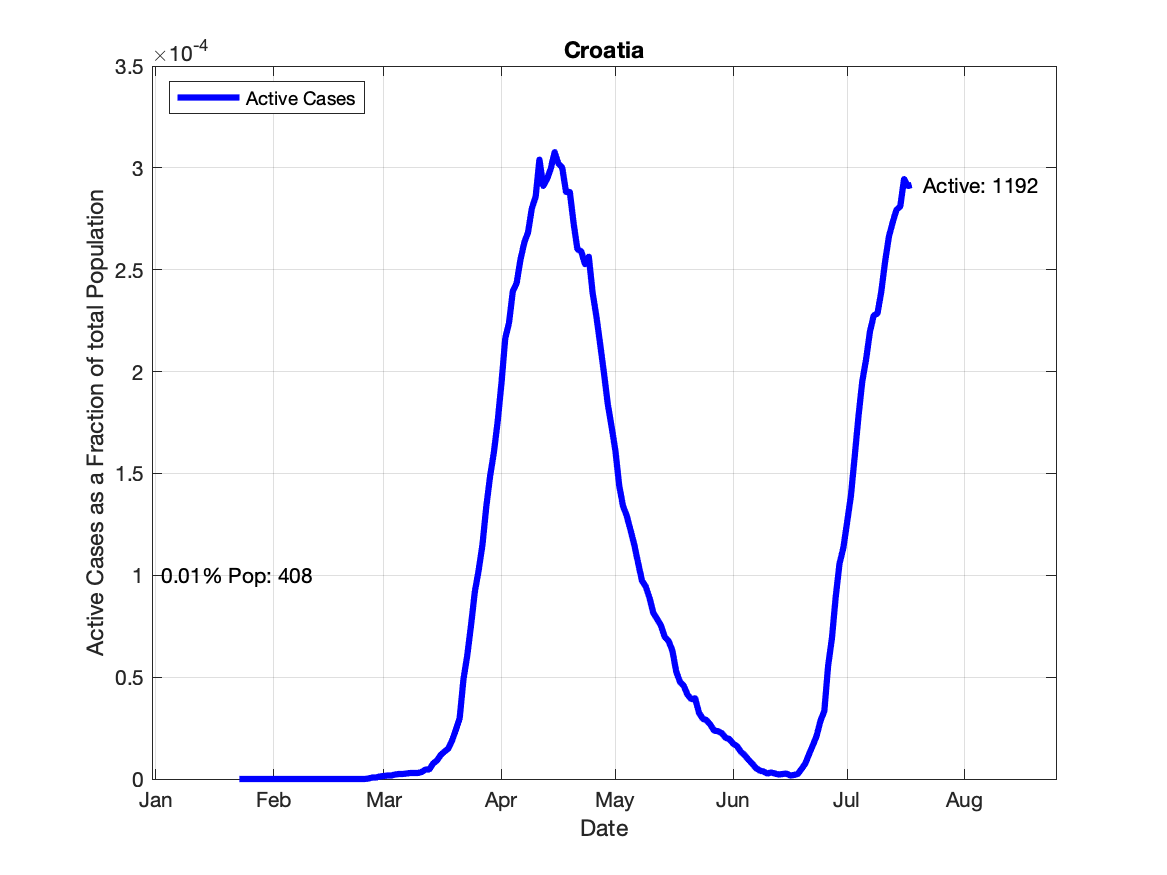 Croatia
×10-4
3.5
3
2.5
2
1.5
1
0.5
0
Active Cases as a Fraction of total Population
Active Cases
Active: 1192
0.01% Pop: 408
Jan Feb Mar Apr May Jun Jul Aug
Date